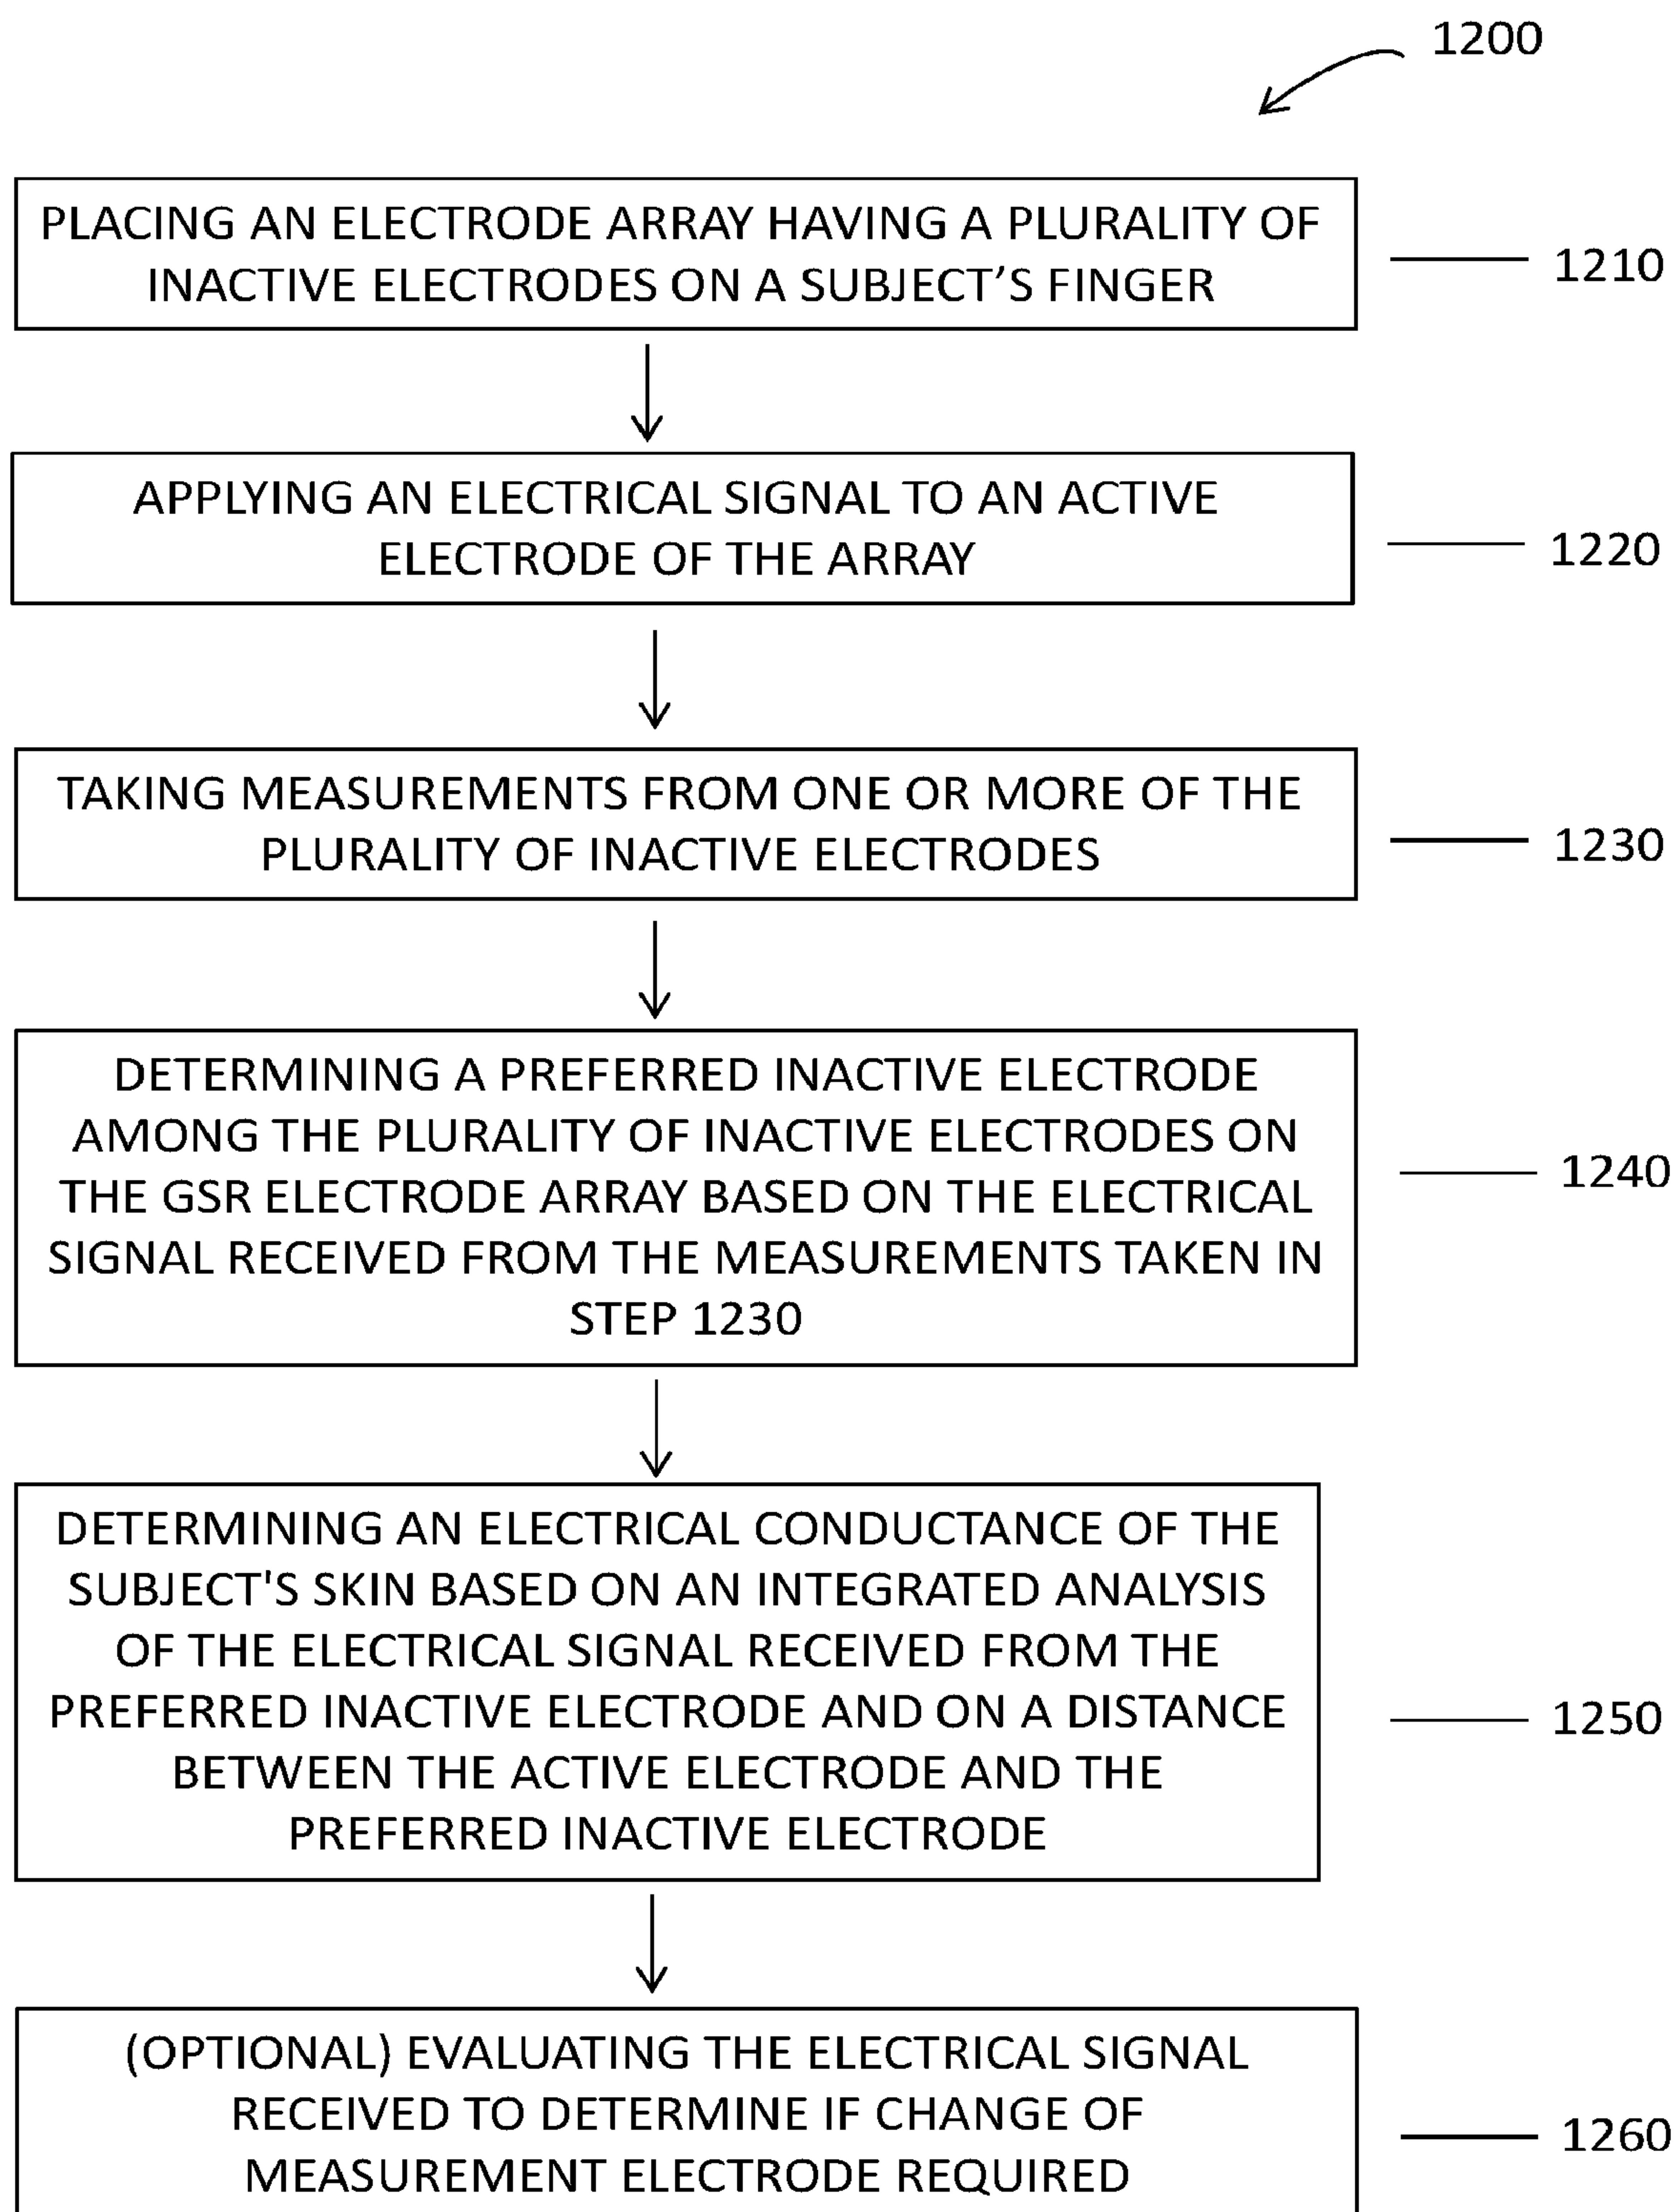 1200
PLACING AN ELECTRODE ARRAY HAVING A PLURALITY OF
INACTIVE ELECTRODES ON A SUBJECT’S FINGER
1210
APPLYING AN ELECTRICAL SIGNAL TO AN ACTIVE
ELECTRODE OF THE ARRAY
1220
TAKING MEASUREMENTS FROM ONE OR MORE OF THE
PLURALITY OF INACTIVE ELECTRODES
1230
DETERMINING A PREFERRED INACTIVE ELECTRODE
AMONG THE PLURALITY OF INACTIVE ELECTRODES ON
THE GSR ELECTRODE ARRAY BASED ON THE ELECTRICAL
SIGNAL RECEIVED FROM THE MEASUREMENTS TAKEN IN
STEP 1230
1240
DETERMINING AN ELECTRICAL CONDUCTANCE OF THE
SUBJECT'S SKIN BASED ON AN INTEGRATED ANALYSIS
OF THE ELECTRICAL SIGNAL RECEIVED FROM THE
PREFERRED INACTIVE ELECTRODE AND ON A DISTANCE
BETWEEN THE ACTIVE ELECTRODE AND THE
PREFERRED INACTIVE ELECTRODE
1250
(OPTIONAL) EVALUATING THE ELECTRICAL SIGNAL
RECEIVED TO DETERMINE IF CHANGE OF
MEASUREMENT ELECTRODE REQUIRED
1260